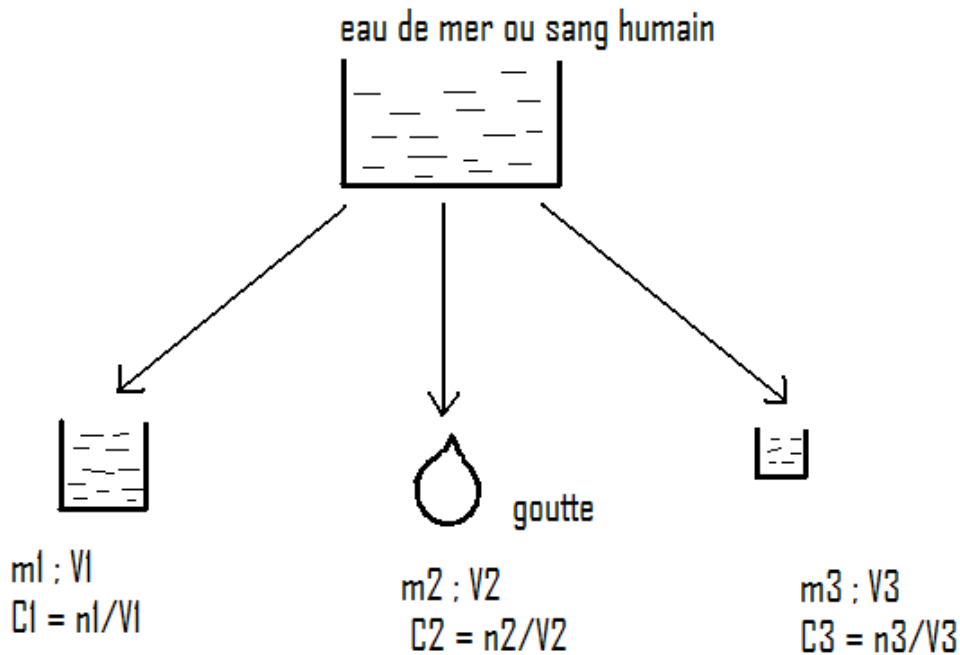 eau de mer ou sang humain
goutte
m1 ; V1
C1 = n1/V1
m2 ; V2
C2 = n2/V2
m3 ; V3
C3 = n3/V3